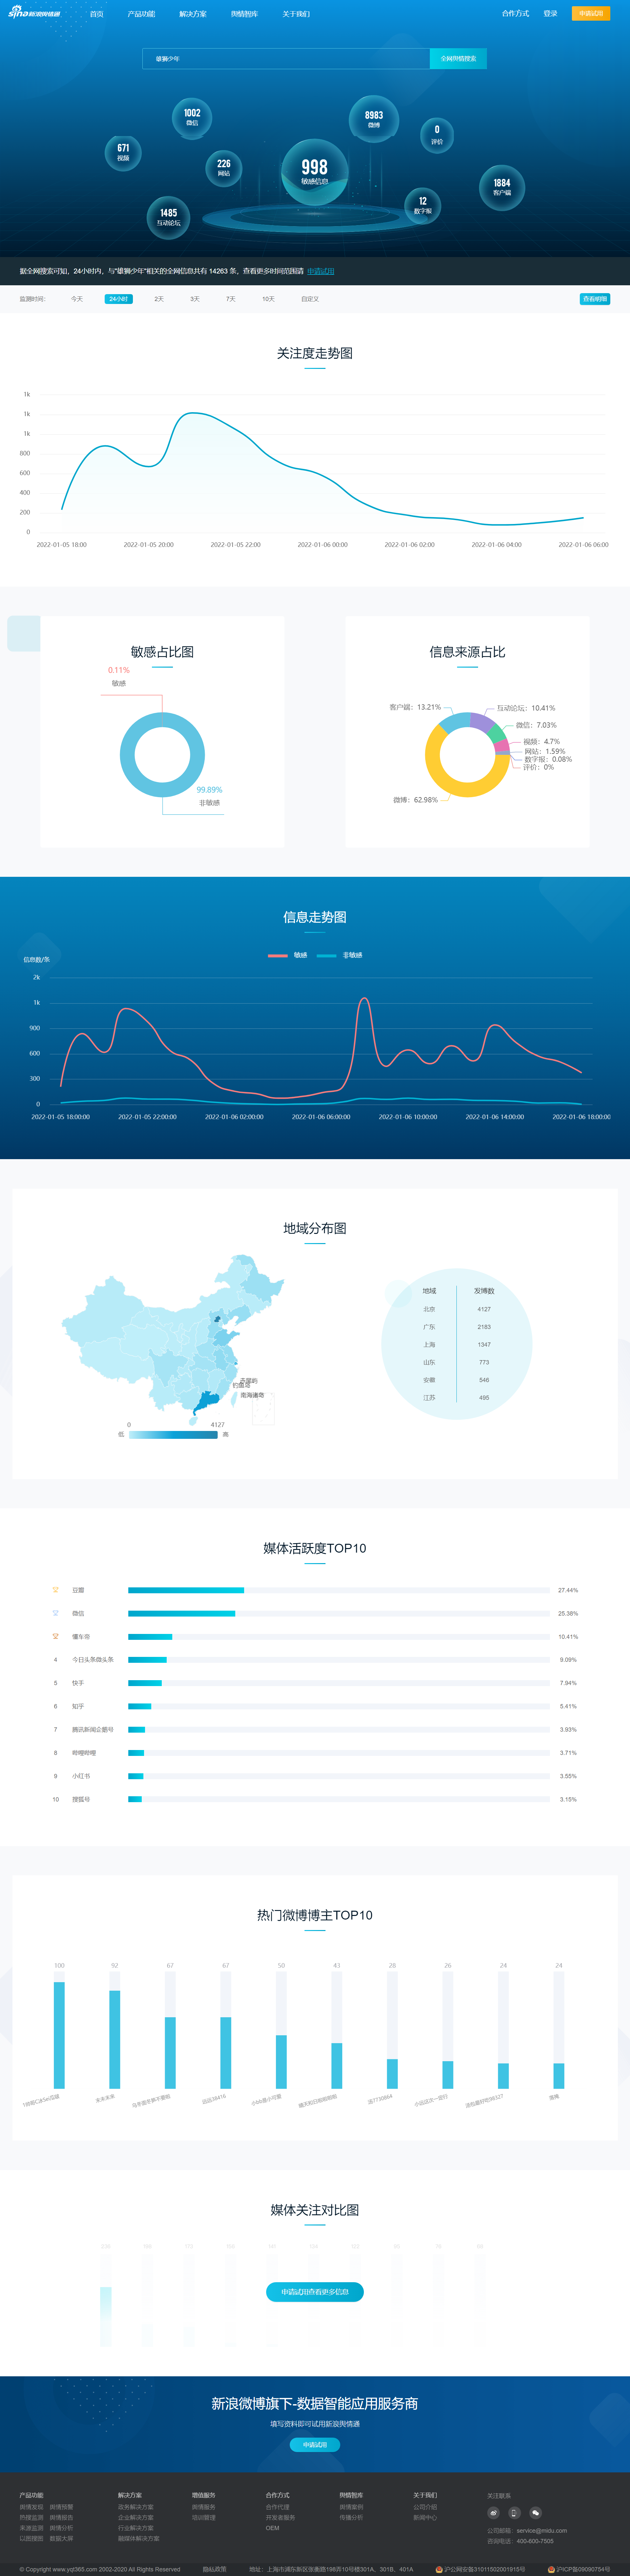 sina新浪舆情通 首页 产品功能 解决方案 舆情智库 关于我们 合作方式 登录 申请试用
雄狮少年 全网舆情搜索
1002 微信
8983 微博
0 评价
671 视频
226 网站
998 敏感信息
1884 客户端
12 数字报
1485 互动论坛
据全网搜索可知，24小时内，与"雄狮少年"相关的全网信息共有 14263 条，查看更多时间范围请 申请试用
监测时间： 今天 24小时 2天 3天 7天 10天 自定义 查看明细
关注度走势图
1k
1k
1k
800
600
400
200
0
2022-01-05 18:00 2022-01-05 20:00 2022-01-05 22:00 2022-01-06 00:00 2022-01-06 02:00 2022-01-06 04:00 2022-01-06 06:00
敏感占比图
0.11%
敏感
99.89%
非敏感
信息来源占比
客户端：13.21%
互动论坛：10.41%
微信：7.03%
视频：4.7%
网站：1.59%
数字报：0.08%
评价：0%
微博：62.98%
信息走势图
敏感 非敏感
信息数/条
2k
1k
900
600
300
0
2022-01-05 18:00:00 2022-01-05 22:00:00 2022-01-06 02:00:00 2022-01-06 06:00:00 2022-01-06 10:00:00 2022-01-06 14:00:00 2022-01-06 18:00:00
地域分布图
赤尾屿
钓鱼岛
南海诸岛
0 4127
低 高
地域 发博数
北京 4127
广东 2183
上海 1347
山东 773
安徽 546
江苏 495
媒体活跃度TOP10
豆瓣 27.44%
微信 25.38%
懂车帝 10.41%
4 今日头条微头条 9.09%
5 快手 7.94%
6 知乎 5.41%
7 腾讯新闻企鹅号 3.93%
8 哔哩哔哩 3.71%
9 小红书 3.55%
10 搜狐号 3.15%
热门微博博主TOP10
100 92 67 67 50 43 28 26 24 24
媒体关注对比图
申请试用查看更多信息
新浪微博旗下-数据智能应用服务商
填写资料即可试用新浪舆情通
申请试用
产品功能 解决方案 增值服务 合作方式 舆情智库 关于我们 关注联系
舆情发现 舆情预警 政务解决方案 舆情服务 合作代理 舆情案例 公司介绍
热搜监测 舆情报告 企业解决方案 培训管理 开发者服务 传播分析 新闻中心
来源监测 舆情分析 行业解决方案 OEM
以图搜图 数据大屏 融媒体解决方案
公司邮箱：service@midu.com
咨询电话：400-600-7505
© Copyright www.yqt365.com 2002-2020 All Rights Reserved 隐私政策 地址：上海市浦东新区张衡路198弄10号楼301A、301B、401A 沪公网安备31011502001915号 沪ICP备09090754号